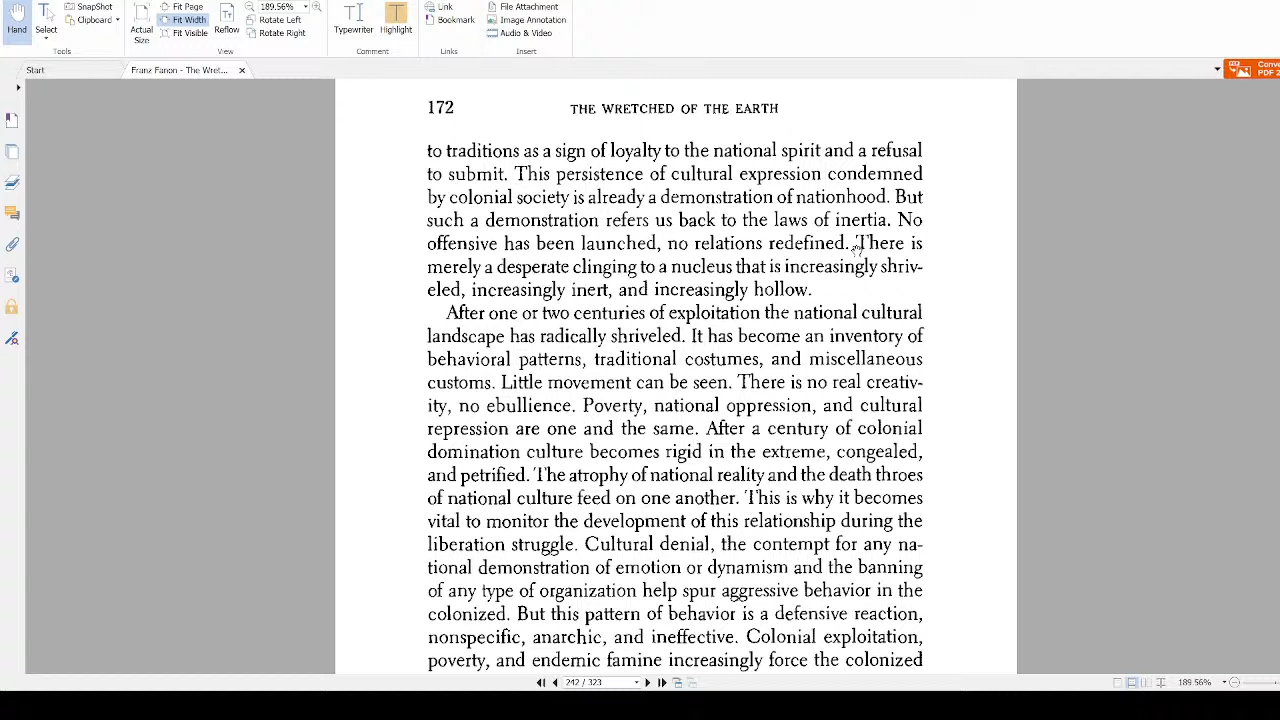 SnapShot
Fit Page
189.56%
Link
File Attachment
Clipboard
Fit Width
Rotate Left
Bookmark
Image Annotation
Hand
Select
Actual Size
Fit Visible
Reflow
Rotate Right
Typewriter
Highlight
Audio & Video
Tools
View
Comment
Links
Insert
Start
Franz Fanon - The Wret...
Conve
PDF 2
172 THE WRETCHED OF THE EARTH
to traditions as a sign of loyalty to the national spirit and a refusal
to submit. This persistence of cultural expression condemned
by colonial society is already a demonstration of nationhood. But
such a demonstration refers us back to the laws of inertia. No
offensive has been launched, no relations redefined. There is
merely a desperate clinging to a nucleus that is increasingly shriv-
eled, increasingly inert, and increasingly hollow.
After one or two centuries of exploitation the national cultural
landscape has radically shriveled. It has become an inventory of
behavioral patterns, traditional costumes, and miscellaneous
customs. Little movement can be seen. There is no real creativ-
ity, no ebullience. Poverty, national oppression, and cultural
repression are one and the same. After a century of colonial
domination culture becomes rigid in the extreme, congealed,
and petrified. The atrophy of national reality and the death throes
of national culture feed on one another. This is why it becomes
vital to monitor the development of this relationship during the
liberation struggle. Cultural denial, the contempt for any na-
tional demonstration of emotion or dynamism and the banning
of any type of organization help spur aggressive behavior in the
colonized. But this pattern of behavior is a defensive reaction,
nonspecific, anarchic, and ineffective. Colonial exploitation,
poverty, and endemic famine increasingly force the colonized
242 / 323
189.56%